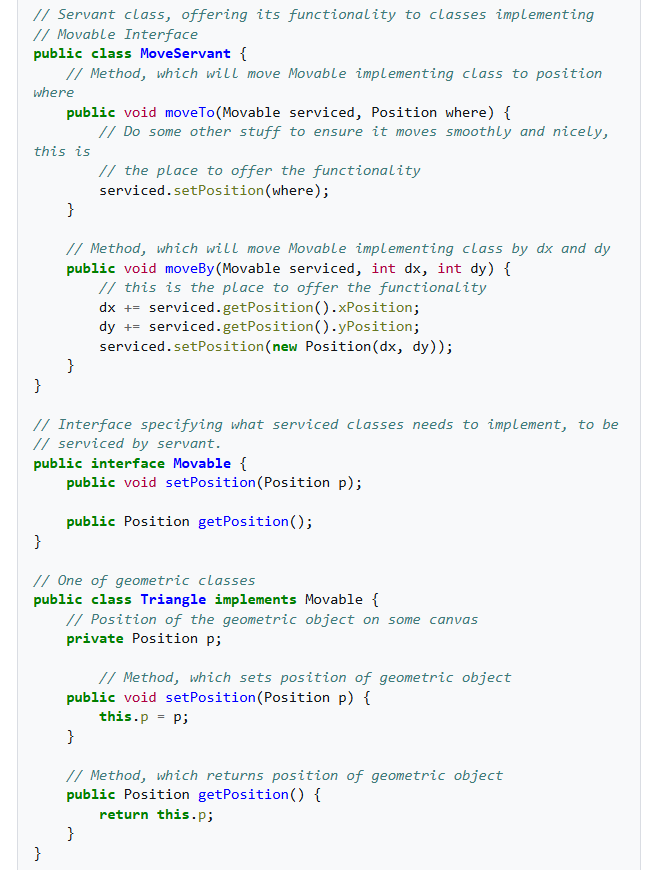 // Servant class, offering its functionality to classes implementing
// Movable Interface
public class MoveServant {
    // Method, which will move Movable implementing class to position
where
    public void moveTo(Movable serviced, Position where) {
        // Do some other stuff to ensure it moves smoothly and nicely,
this is
        // the place to offer the functionality
        serviced.setPosition(where);
    }

    // Method, which will move Movable implementing class by dx and dy
    public void moveBy(Movable serviced, int dx, int dy) {
        // this is the place to offer the functionality
        dx += serviced.getPosition().xPosition;
        dy += serviced.getPosition().yPosition;
        serviced.setPosition(new Position(dx, dy));
    }
}

// Interface specifying what serviced classes needs to implement, to be
// serviced by servant.
public interface Movable {
    public void setPosition(Position p);

    public Position getPosition();
}

// One of geometric classes
public class Triangle implements Movable {
    // Position of the geometric object on some canvas
    private Position p;

        // Method, which sets position of geometric object
    public void setPosition(Position p) {
        this.p = p;
    }

    // Method, which returns position of geometric object
    public Position getPosition() {
        return this.p;
    }
}